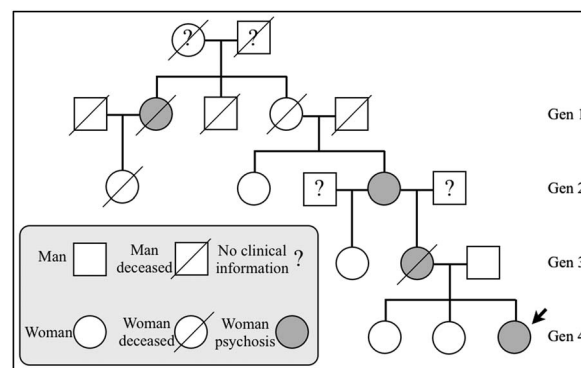 ? ?
Gen 1
Gen 2
? ?
Gen 3
Gen 4
Man Man deceased No clinical information ?
Woman Woman deceased Woman psychosis